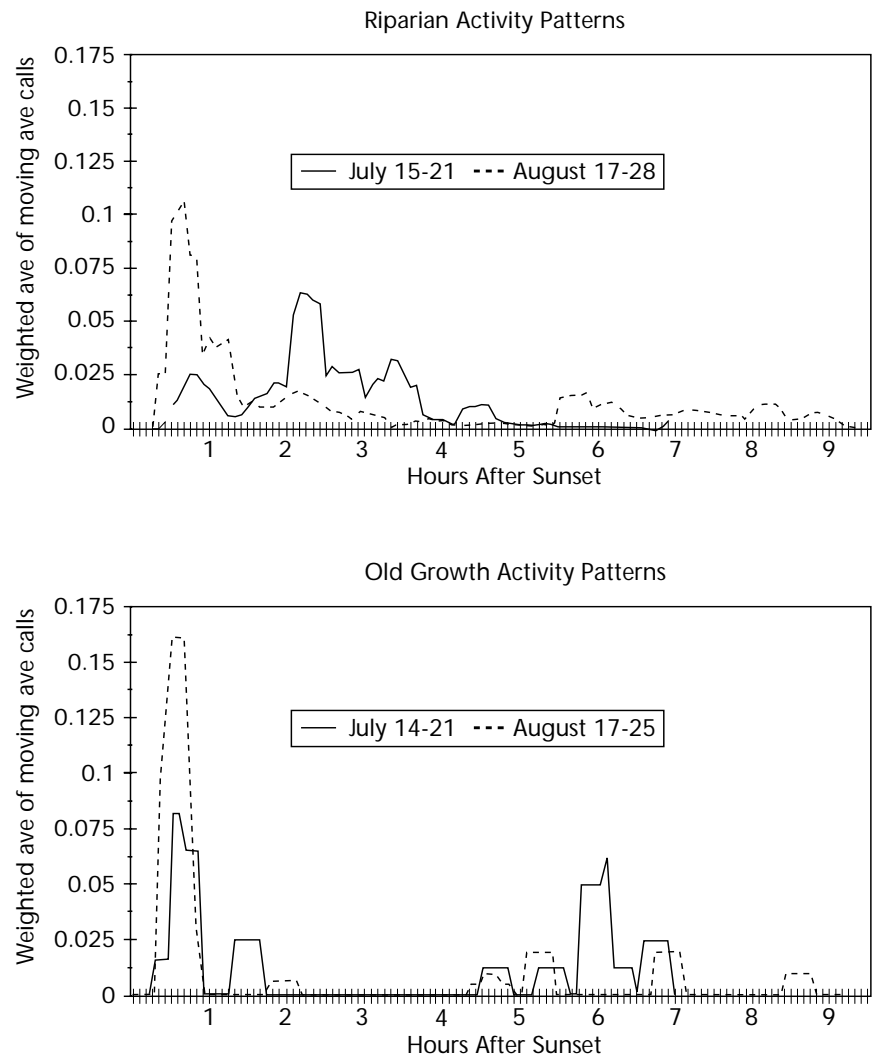 Riparian Activity Patterns
Weighted ave of moving ave calls
0.175
0.15
0.125
0.1
0.075
0.05
0.025
0
July 15-21 August 17-28
1 2 3 4 5 6 7 8 9
Hours After Sunset
Old Growth Activity Patterns
Weighted ave of moving ave calls
0.175
0.15
0.125
0.1
0.075
0.05
0.025
0
July 14-21 August 17-25
1 2 3 4 5 6 7 8 9
Hours After Sunset